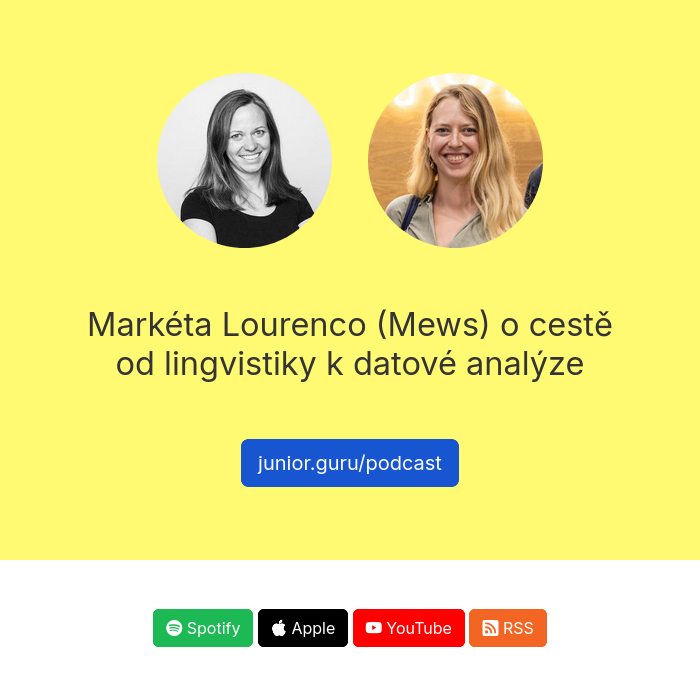 Markéta Lourenco (Mews) o cestě
od lingvistiky k datové analýze
junior.guru/podcast
Spotify
Apple
YouTube
RSS